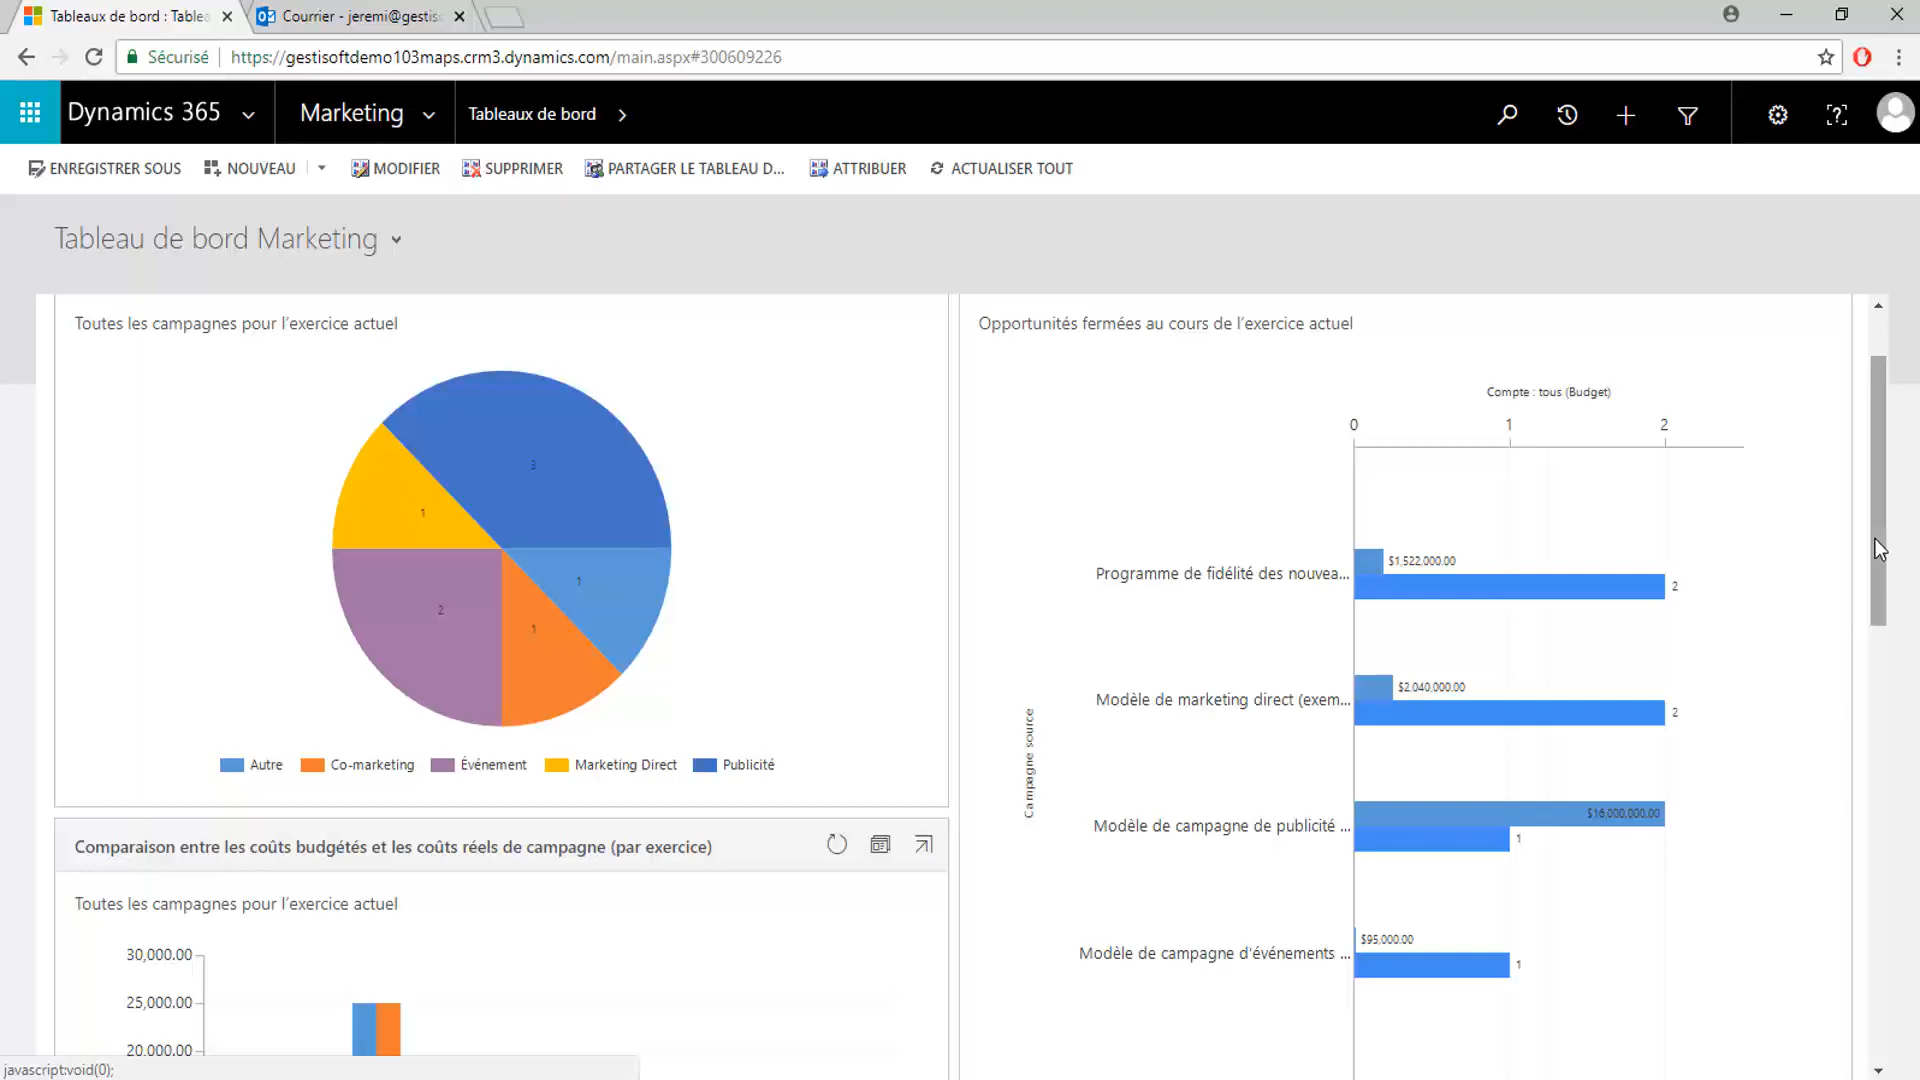 Tableaux de bord : Tablea
Courrier - jeremi@gestis
Sécurisé
https://gestisoftdemo103maps.crm3.dynamics.com/main.aspx#300609226
Dynamics 365
Marketing
Tableaux de bord
ENREGISTRER SOUS
NOUVEAU
MODIFIER
SUPPRIMER
PARTAGER LE TABLEAU D...
ATTRIBUER
ACTUALISER TOUT
Tableau de bord Marketing
Toutes les campagnes pour l'exercice actuel
3
1
1
2
1
Autre
Co-marketing
Événement
Marketing Direct
Publicité
Comparaison entre les coûts budgétés et les coûts réels de campagne (par exercice)
Toutes les campagnes pour l'exercice actuel
30,000.00
25,000.00
20,000.00
Opportunités fermées au cours de l'exercice actuel
Compte : tous (Budget)
0
1
2
Campagne source
Programme de fidélité des nouvea...
$1,522,000.00
2
Modèle de marketing direct (exem...
$2,040,000.00
2
Modèle de campagne de publicité ...
$16,000,000.00
1
Modèle de campagne d'événements ...
$95,000.00
1
javascript:void(0);